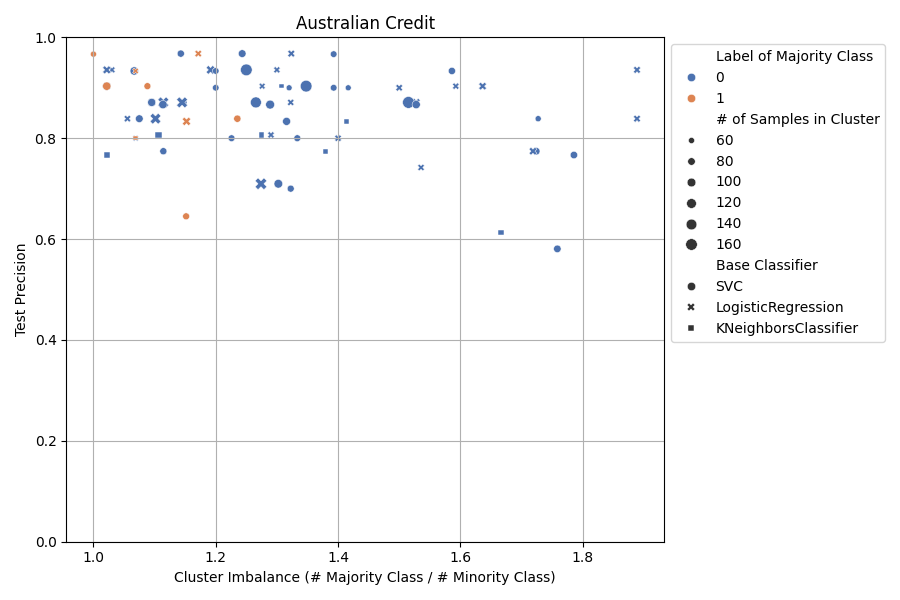 Australian Credit
Test Precision
1.0
0.8
0.6
0.4
0.2
0.0
1.0 1.2 1.4 1.6 1.8
Cluster Imbalance (# Majority Class / # Minority Class)
Label of Majority Class
0
1
# of Samples in Cluster
60
80
100
120
140
160
Base Classifier
SVC
LogisticRegression
KNeighborsClassifier